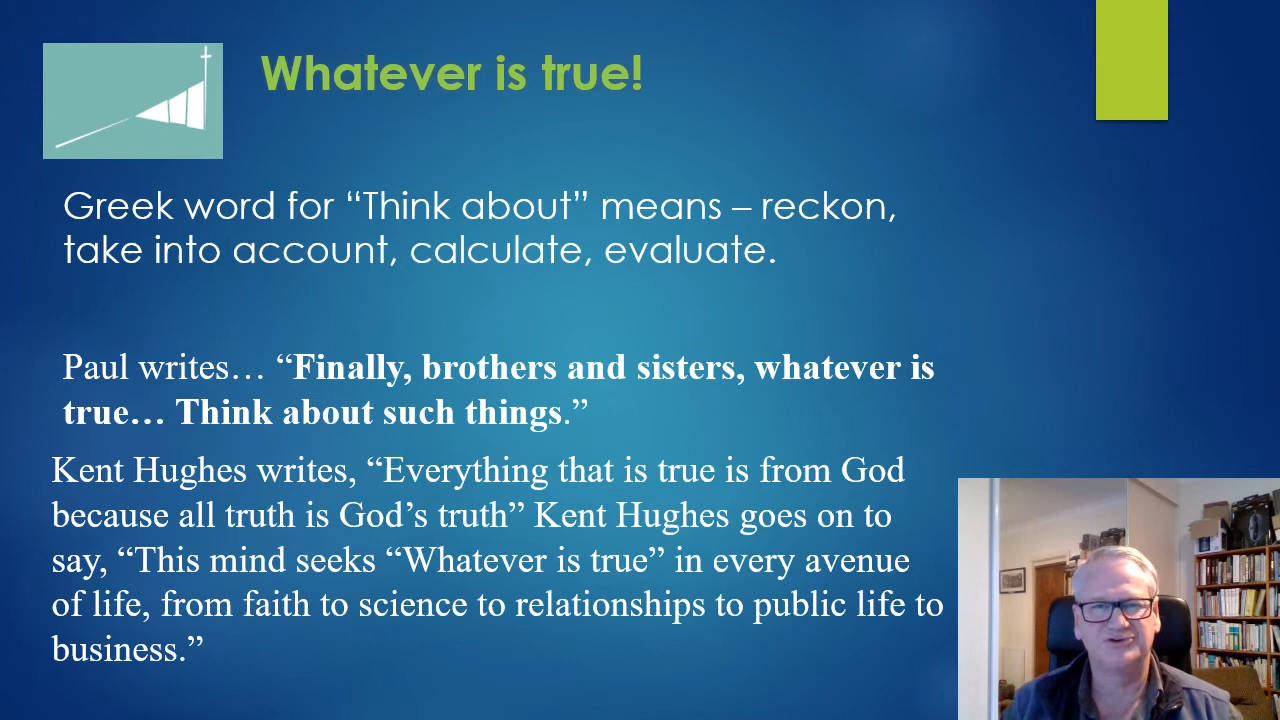 Whatever is true!
Greek word for “Think about” means – reckon,
take into account, calculate, evaluate.
Paul writes… “Finally, brothers and sisters, whatever is
true… Think about such things.”
Kent Hughes writes, “Everything that is true is from God
because all truth is God’s truth” Kent Hughes goes on to
say, “This mind seeks “Whatever is true” in every avenue
of life, from faith to science to relationships to public life to
business.”